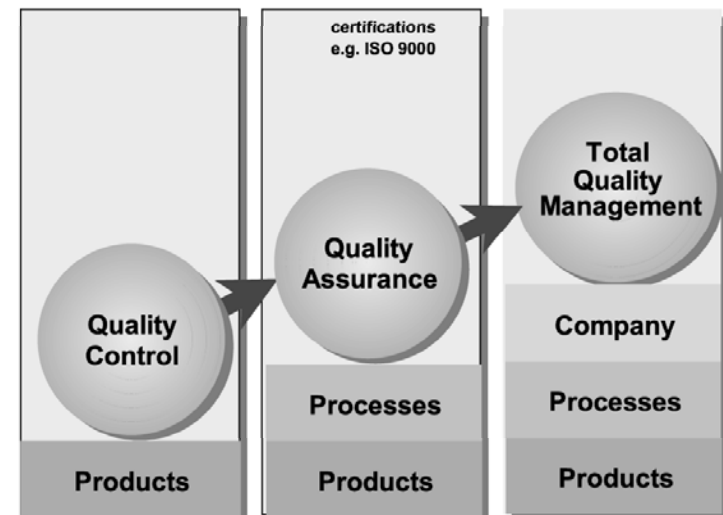 Quality
Control
Products
certifications
e.g. ISO 9000
Quality
Assurance
Processes
Products
Total
Quality
Management
Company
Processes
Products